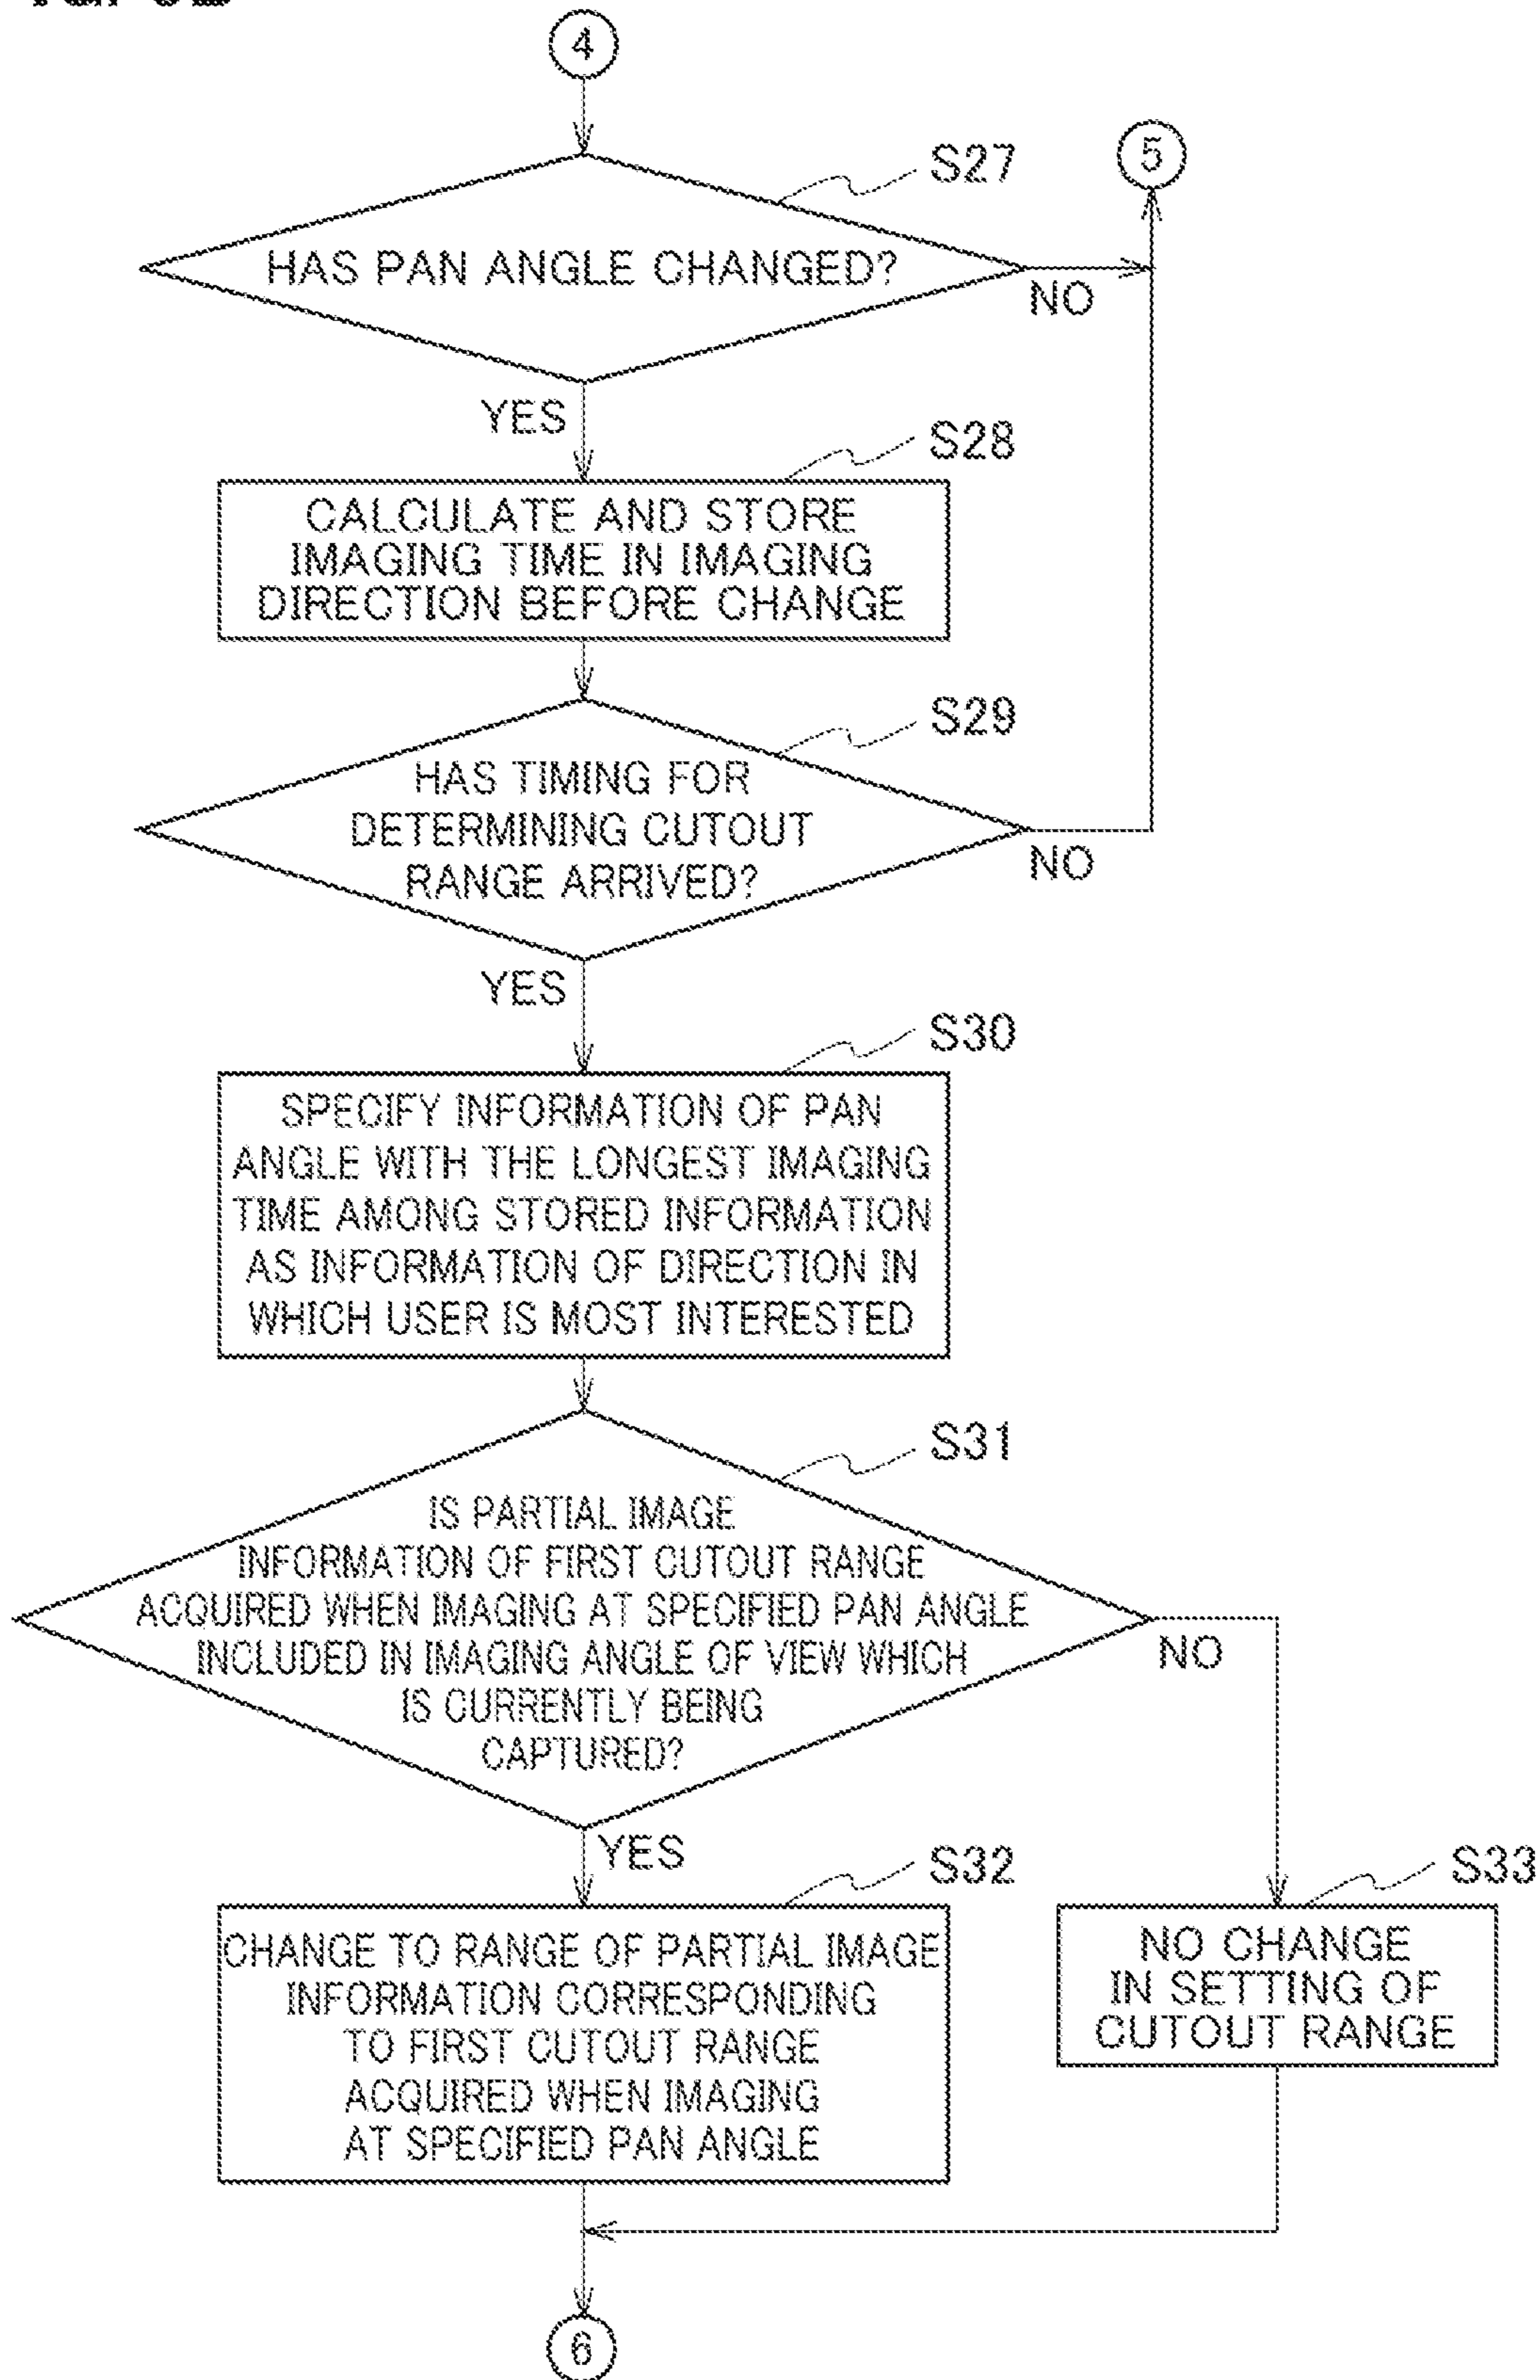 4
5
S27
HAS PAN ANGLE CHANGED?
NO
YES
S28
CALCULATE AND STORE
IMAGING TIME IN IMAGING
DIRECTION BEFORE CHANGE
S29
HAS TIMING FOR
DETERMINING CUTOUT
RANGE ARRIVED?
NO
YES
S30
SPECIFY INFORMATION OF PAN
ANGLE WITH THE LONGEST IMAGING
TIME AMONG STORED INFORMATION
AS INFORMATION OF DIRECTION IN
WHICH USER IS MOST INTERESTED
S31
IS PARTIAL IMAGE
INFORMATION OF FIRST CUTOUT RANGE
ACQUIRED WHEN IMAGING AT SPECIFIED PAN ANGLE
INCLUDED IN IMAGING ANGLE OF VIEW WHICH
IS CURRENTLY BEING
CAPTURED?
NO
YES
S32
CHANGE TO RANGE OF PARTIAL IMAGE
INFORMATION CORRESPONDING
TO FIRST CUTOUT RANGE
ACQUIRED WHEN IMAGING
AT SPECIFIED PAN ANGLE
S33
NO CHANGE
IN SETTING OF
CUTOUT RANGE
6